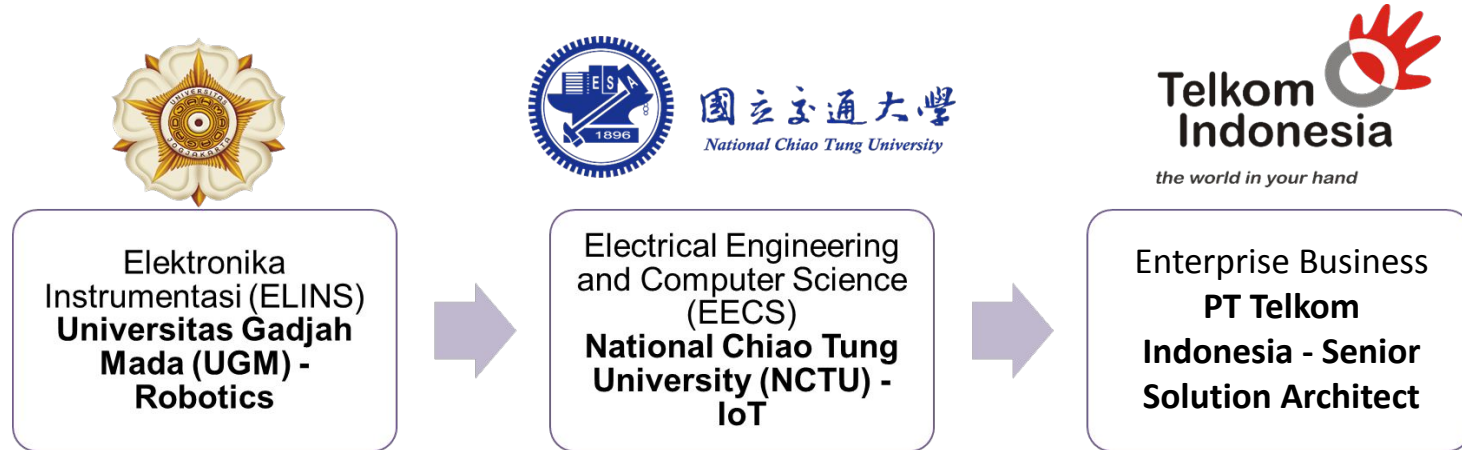 UNIVERSITAS
JOGJAKARTA
E S A
1896
國立交通大學
National Chiao Tung University
Telkom
Indonesia
the world in your hand
Elektronika
Instrumentasi (ELINS)
Universitas Gadjah
Mada (UGM) -
Robotics
Electrical Engineering
and Computer Science
(EECS)
National Chiao Tung
University (NCTU) -
IoT
Enterprise Business
PT Telkom
Indonesia - Senior
Solution Architect